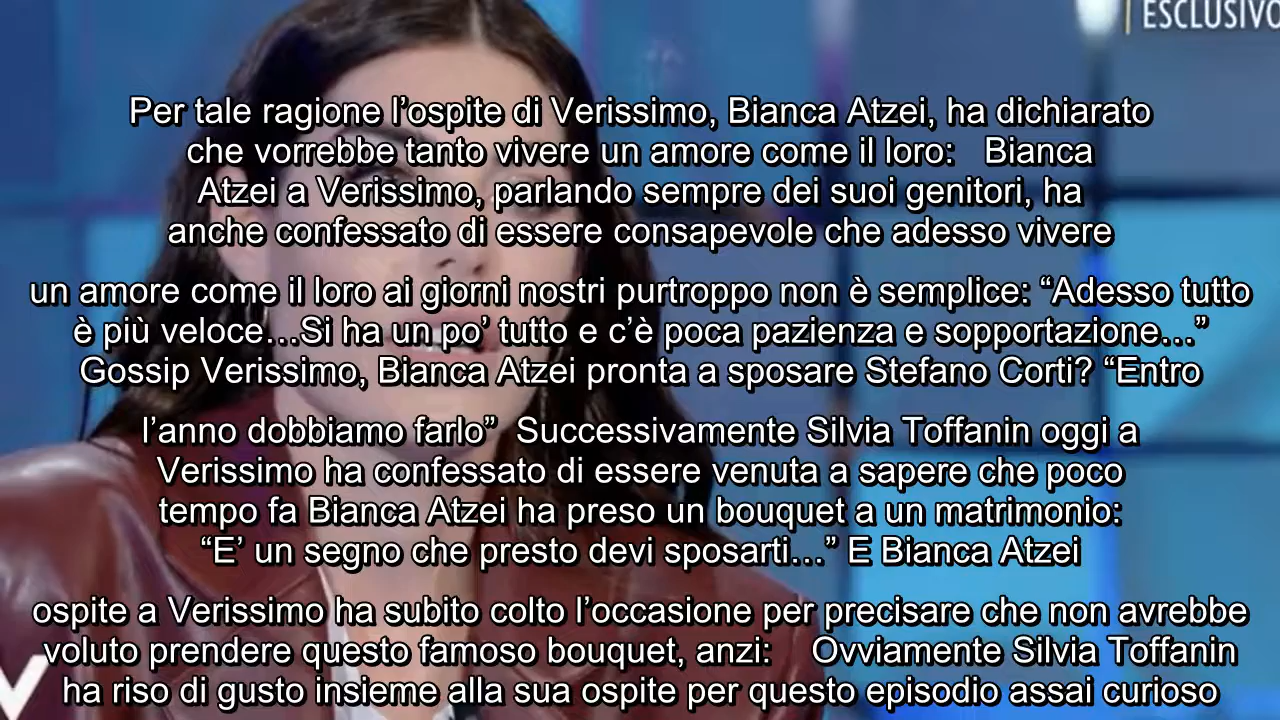 ESCLUSIVO
Per tale ragione l’ospite di Verissimo, Bianca Atzei, ha dichiarato
che vorrebbe tanto vivere un amore come il loro:   Bianca
Atzei a Verissimo, parlando sempre dei suoi genitori, ha
anche confessato di essere consapevole che adesso vivere
un amore come il loro ai giorni nostri purtroppo non è semplice: “Adesso tutto
è più veloce…Si ha un po’ tutto e c’è poca pazienza e sopportazione…”
Gossip Verissimo, Bianca Atzei pronta a sposare Stefano Corti? “Entro
l’anno dobbiamo farlo”  Successivamente Silvia Toffanin oggi a
Verissimo ha confessato di essere venuta a sapere che poco
tempo fa Bianca Atzei ha preso un bouquet a un matrimonio:
“E’ un segno che presto devi sposarti…” E Bianca Atzei
ospite a Verissimo ha subito colto l’occasione per precisare che non avrebbe
voluto prendere questo famoso bouquet, anzi:    Ovviamente Silvia Toffanin
ha riso di gusto insieme alla sua ospite per questo episodio assai curioso